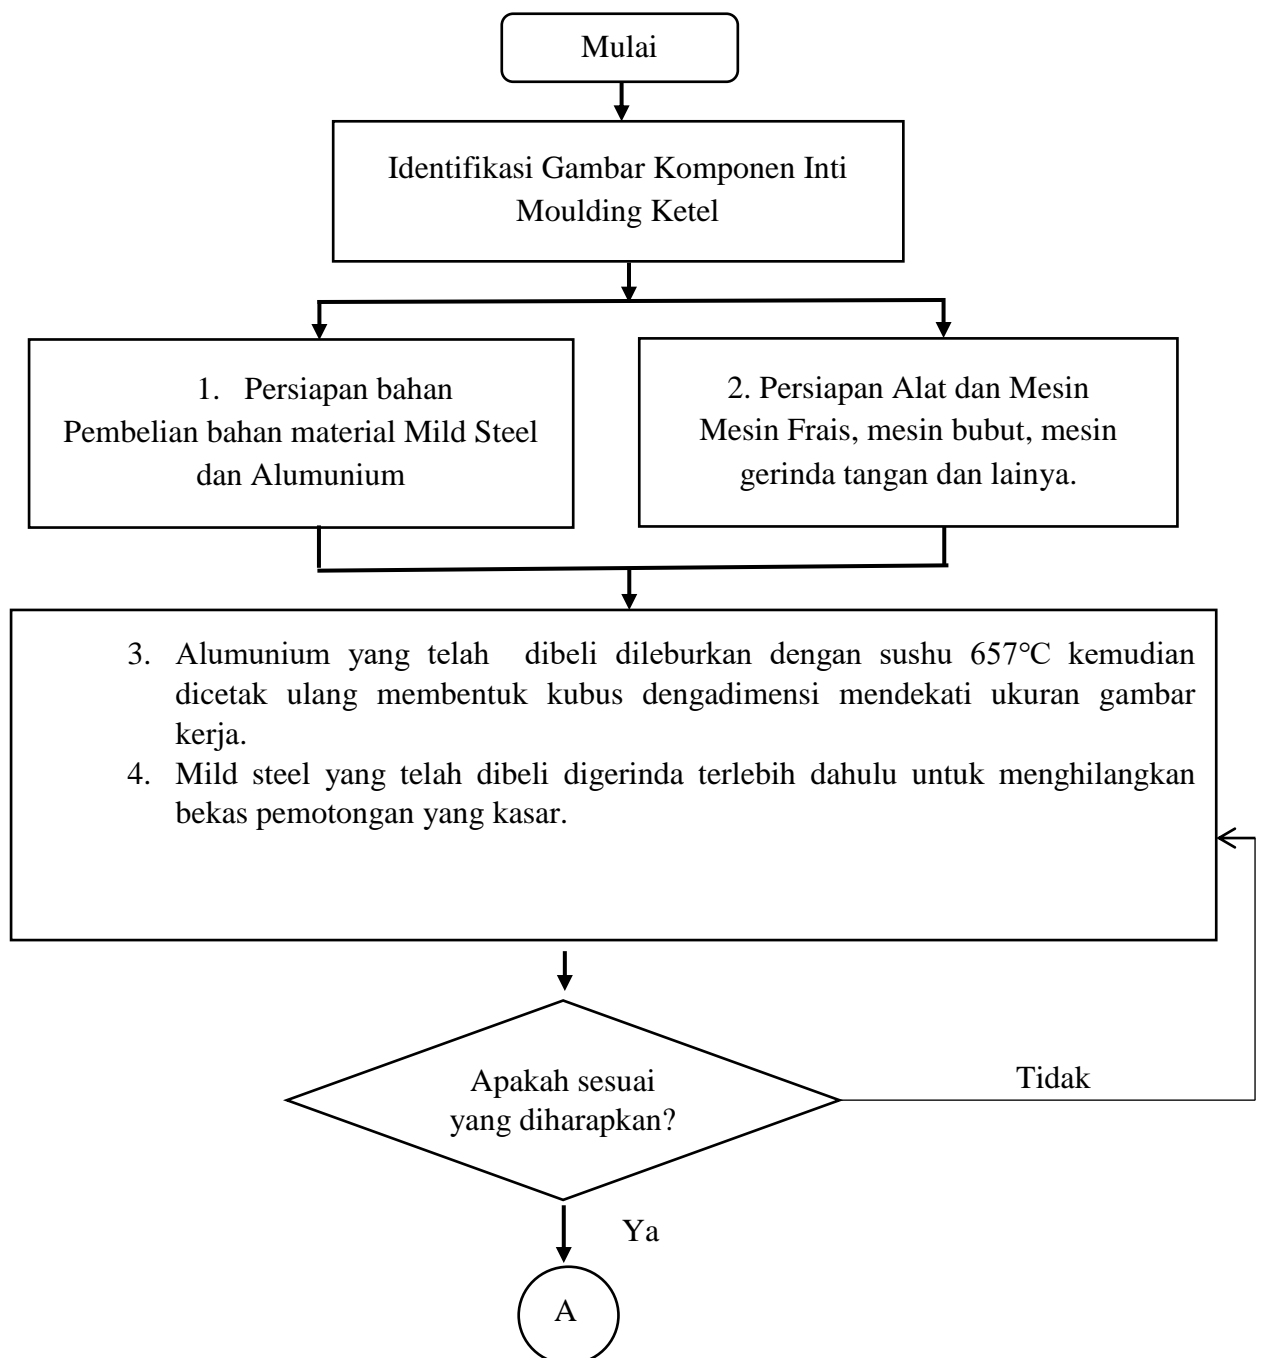 Mulai
Identifikasi Gambar Komponen Inti
Moulding Ketel
1. Persiapan bahan
Pembelian bahan material Mild Steel
dan Alumunium
2. Persiapan Alat dan Mesin
Mesin Frais, mesin bubut, mesin
gerinda tangan dan lainya.
3. Alumunium yang telah dibeli dileburkan dengan sushu 657°C kemudian
dicetak ulang membentuk kubus dengadimensi mendekati ukuran gambar
kerja.
4. Mild steel yang telah dibeli digerinda terlebih dahulu untuk menghilangkan
bekas pemotongan yang kasar.
Apakah sesuai
yang diharapkan?
Tidak
Ya
A